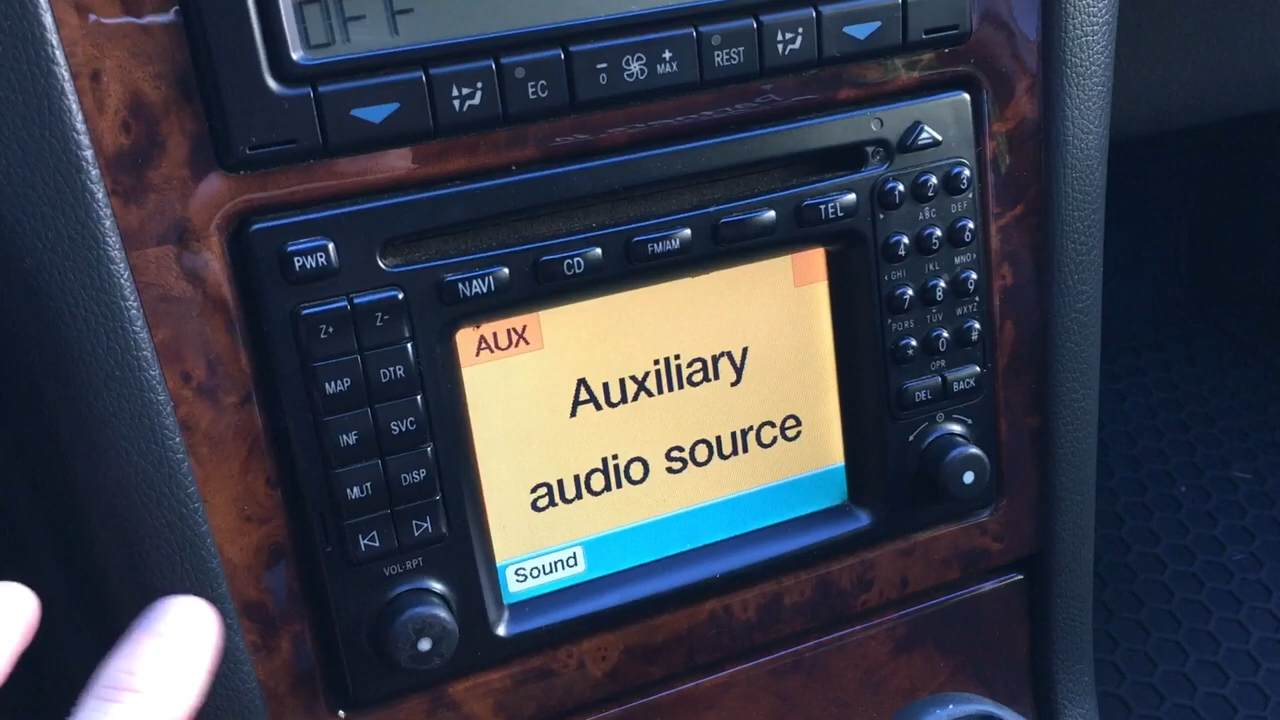 OFF
EC
- 0
+ MAX
REST
PWR
NAVI
CD
FM/AM
TEL
1 2 3
ABC DEF
4 5 6
GHI JKL MNO
7 8 9
PQRS TUV WXYZ
* 0 #
OPR
DEL BACK
Z+ Z-
MAP DTR
INF SVC
MUT DISP
VOL·RPT
AUX
Auxiliary
audio source
Sound